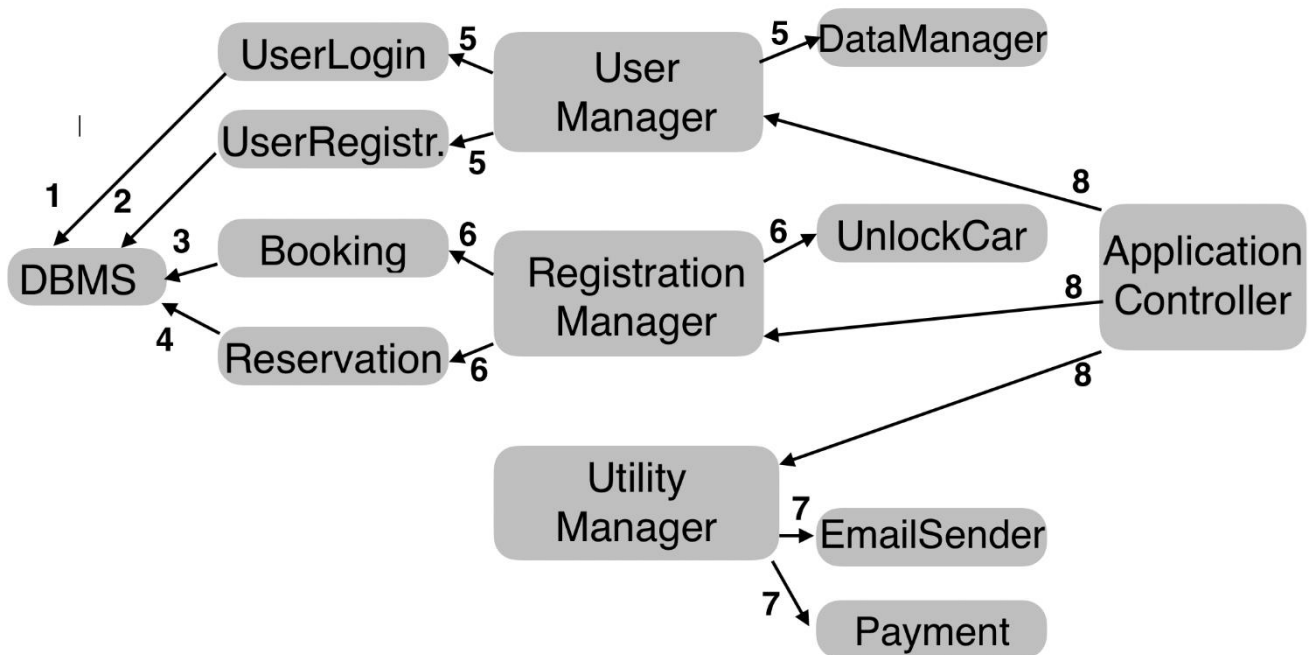 UserLogin
5
User
Manager
5
DataManager
UserRegistr.
5
1
2
8
DBMS
3
Booking
6
Registration
Manager
6
UnlockCar
8
Application
Controller
4
Reservation
6
8
Utility
Manager
7
EmailSender
7
Payment